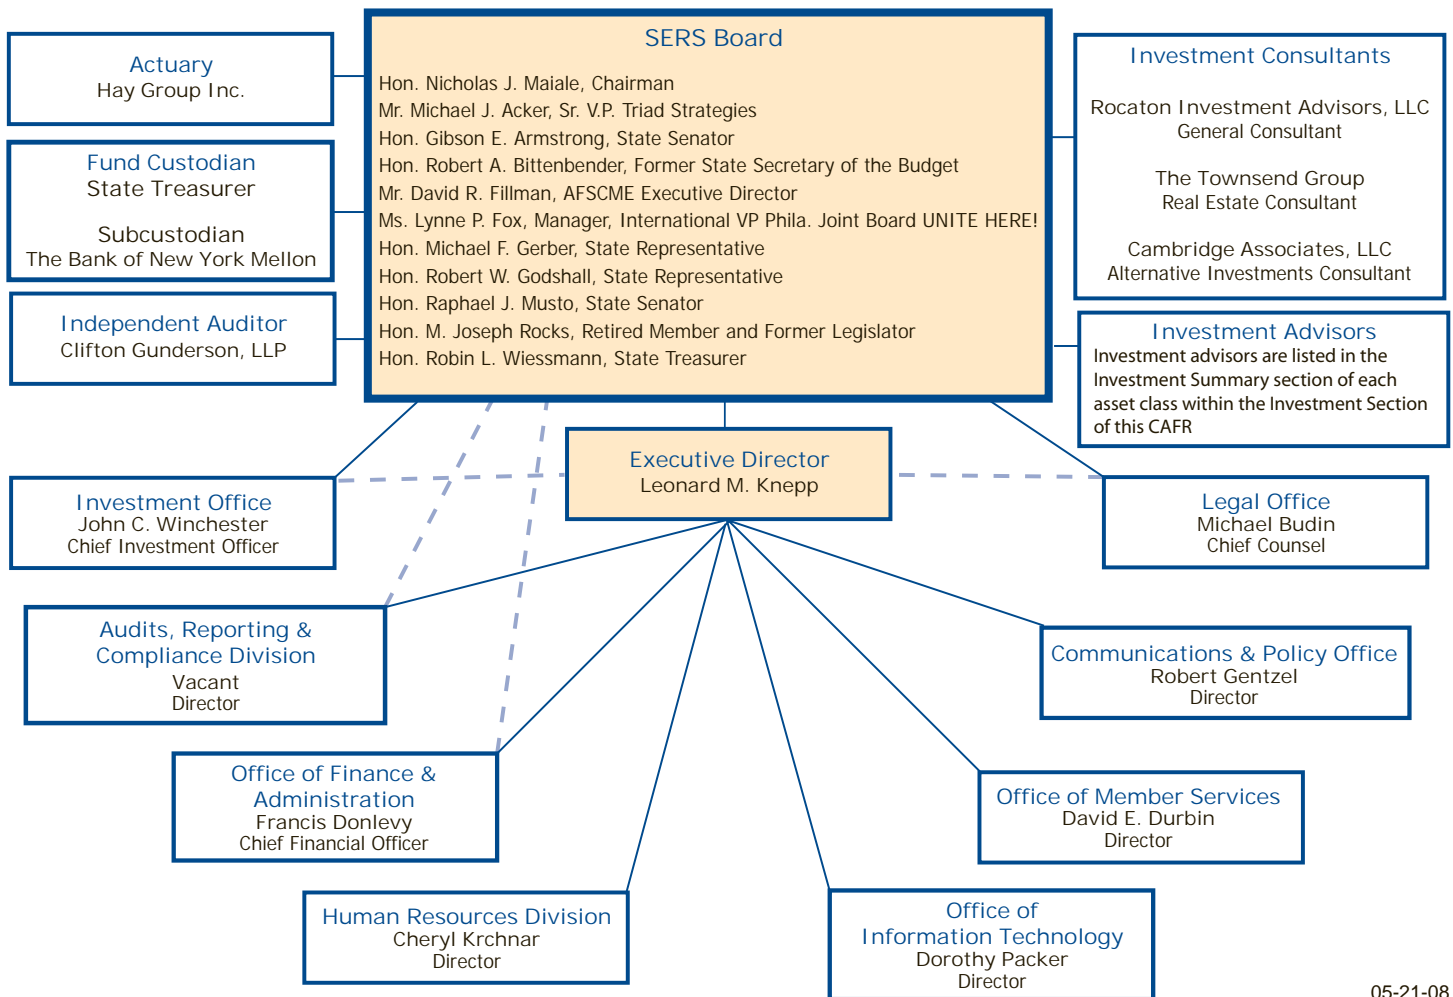 SERS Board
Hon. Nicholas J. Maiale, Chairman
Mr. Michael J. Acker, Sr. V.P. Triad Strategies
Hon. Gibson E. Armstrong, State Senator
Hon. Robert A. Bittenbender, Former State Secretary of the Budget
Mr. David R. Fillman, AFSCME Executive Director
Ms. Lynne P. Fox, Manager, International VP Phila. Joint Board UNITE HERE!
Hon. Michael F. Gerber, State Representative
Hon. Robert W. Godshall, State Representative
Hon. Raphael J. Musto, State Senator
Hon. M. Joseph Rocks, Retired Member and Former Legislator
Hon. Robin L. Wiessmann, State Treasurer
Actuary
Hay Group Inc.
Fund Custodian
State Treasurer
Subcustodian
The Bank of New York Mellon
Independent Auditor
Clifton Gunderson, LLP
Investment Consultants
Rocaton Investment Advisors, LLC
General Consultant
The Townsend Group
Real Estate Consultant
Cambridge Associates, LLC
Alternative Investments Consultant
Investment Advisors
Investment advisors are listed in the
Investment Summary section of each
asset class within the Investment Section
of this CAFR
Executive Director
Leonard M. Knepp
Investment Office
John C. Winchester
Chief Investment Officer
Legal Office
Michael Budin
Chief Counsel
Audits, Reporting &
Compliance Division
Vacant
Director
Communications & Policy Office
Robert Gentzel
Director
Office of Finance &
Administration
Francis Donlevy
Chief Financial Officer
Office of Member Services
David E. Durbin
Director
Human Resources Division
Cheryl Krchnar
Director
Office of
Information Technology
Dorothy Packer
Director
05-21-08